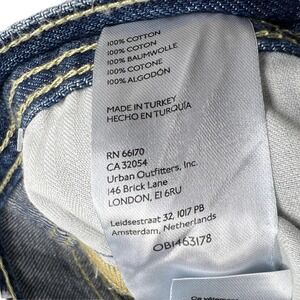 100% COTTON
100% COTON
100% BAUMWOLLE
100% COTONE
100% ALGODÓN
MADE IN TURKEY
HECHO EN TURQUÍA
RN 66170
CA 32054
Urban Outfitters, Inc.
146 Brick Lane
LONDON, E1 6RU
Leidsestraat 32, 1017 PB
Amsterdam, Netherlands
OB1463178